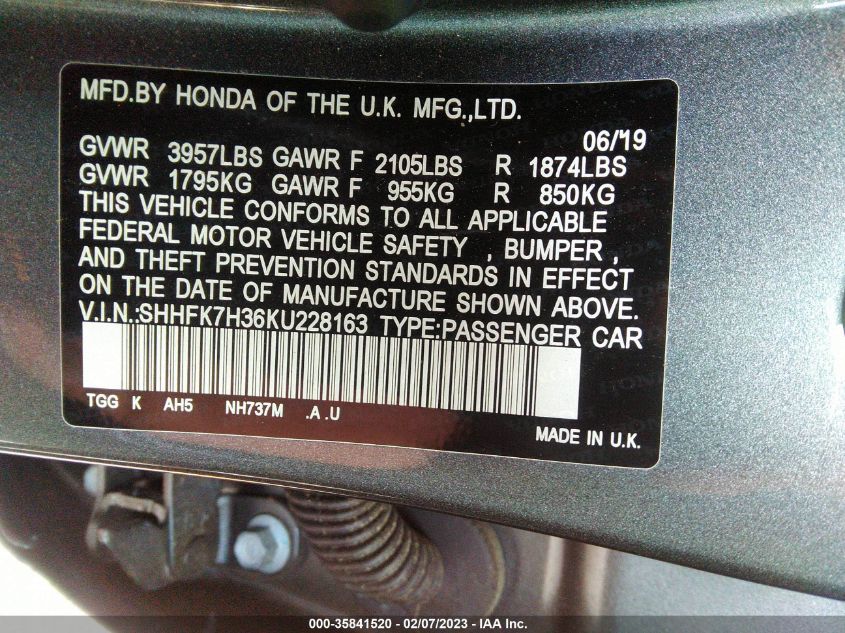 MFD.BY HONDA OF THE U.K. MFG.,LTD.
06/19
GVWR 3957LBS GAWR F 2105LBS R 1874LBS
GVWR 1795KG GAWR F 955KG R 850KG
THIS VEHICLE CONFORMS TO ALL APPLICABLE
FEDERAL MOTOR VEHICLE SAFETY , BUMPER ,
AND THEFT PREVENTION STANDARDS IN EFFECT
ON THE DATE OF MANUFACTURE SHOWN ABOVE.
V.I.N.:SHHFK7H36KU228163 TYPE:PASSENGER CAR
TGG K AH5 NH737M .A .U
MADE IN U.K.
000-35841520 - 02/07/2023 - IAA Inc.